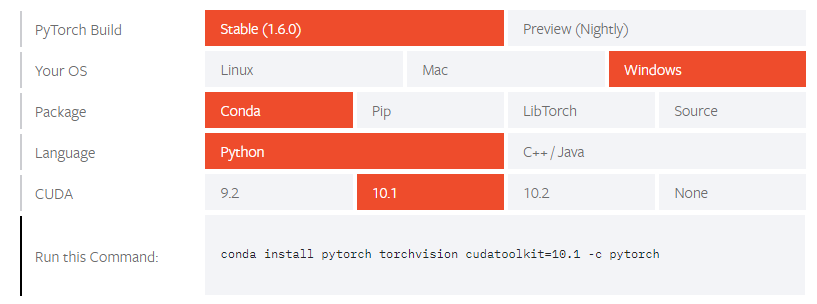 PyTorch Build Stable (1.6.0) Preview (Nightly)
Your OS Linux Mac Windows
Package Conda Pip LibTorch Source
Language Python C++ / Java
CUDA 9.2 10.1 10.2 None
Run this Command: conda install pytorch torchvision cudatoolkit=10.1 -c pytorch